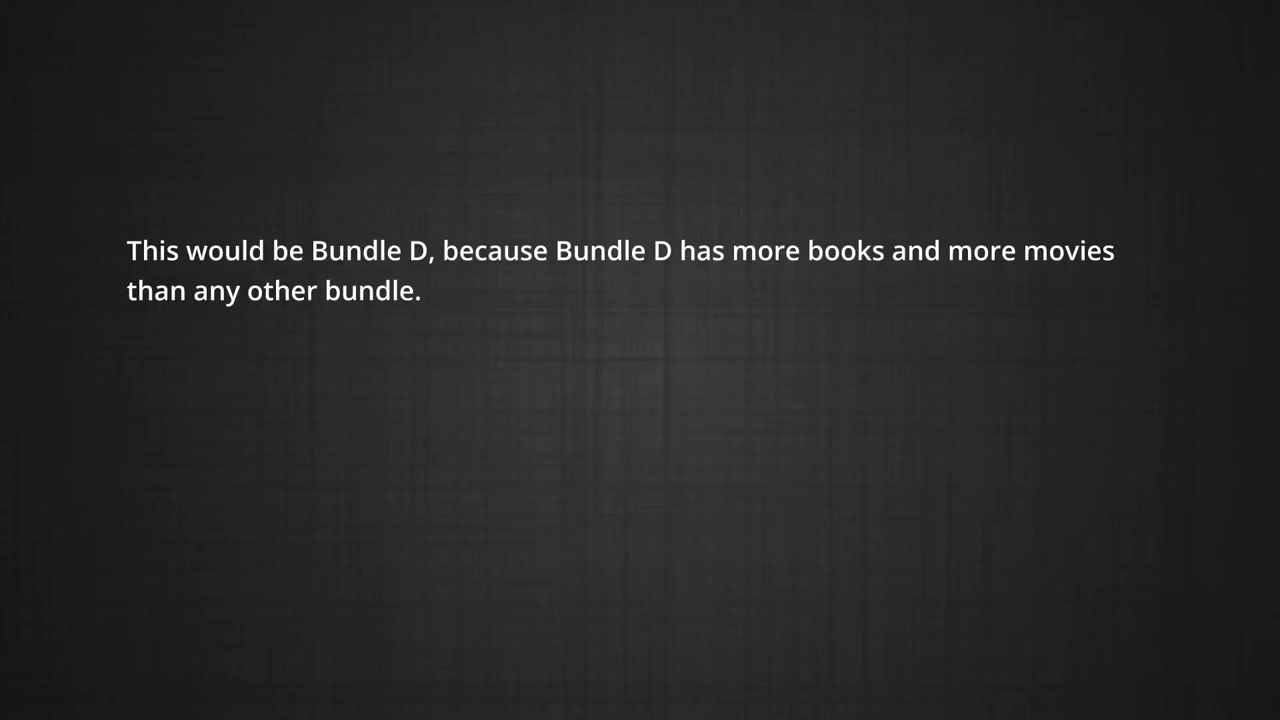 This would be Bundle D, because Bundle D has more books and more movies
than any other bundle.